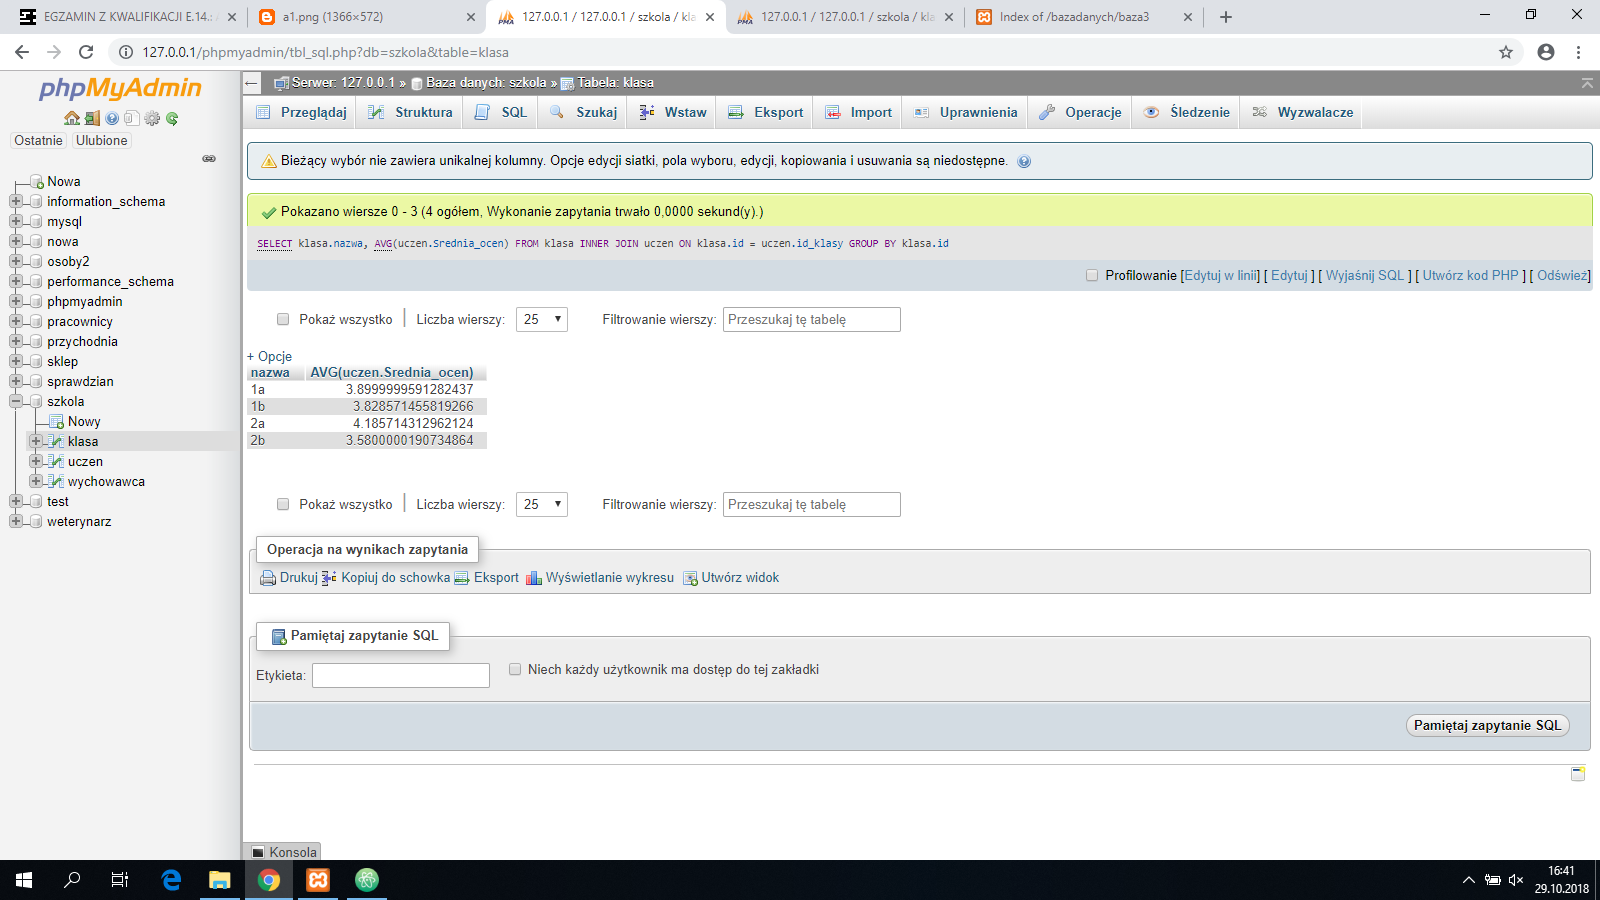 EGZAMIN Z KWALIFIKACJI E.14.:
a1.png (1366×572)
127.0.0.1 / 127.0.0.1 / szkola / kla
127.0.0.1 / 127.0.0.1 / szkola / kla
Index of /bazadanych/baza3
127.0.0.1/phpmyadmin/tbl_sql.php?db=szkola&table=klasa
phpMyAdmin
Ostatnie
Ulubione
Nowa
information_schema
mysql
nowa
osoby2
performance_schema
phpmyadmin
pracownicy
przychodnia
sklep
sprawdzian
szkola
Nowy
klasa
uczen
wychowawca
test
weterynarz
Serwer: 127.0.0.1 » Baza danych: szkola » Tabela: klasa
Przeglądaj
Struktura
SQL
Szukaj
Wstaw
Eksport
Import
Uprawnienia
Operacje
Śledzenie
Wyzwalacze
Bieżący wybór nie zawiera unikalnej kolumny. Opcje edycji siatki, pola wyboru, edycji, kopiowania i usuwania są niedostępne.
Pokazano wiersze 0 - 3 (4 ogółem, Wykonanie zapytania trwało 0,0000 sekund(y).)
SELECT klasa.nazwa, AVG(uczen.Srednia_ocen) FROM klasa INNER JOIN uczen ON klasa.id = uczen.id_klasy GROUP BY klasa.id
Profilowanie [Edytuj w linii] [ Edytuj ] [ Wyjaśnij SQL ] [ Utwórz kod PHP ] [ Odśwież]
Pokaż wszystko | Liczba wierszy: 25 Filtrowanie wierszy: Przeszukaj tę tabelę
+ Opcje
nazwa AVG(uczen.Srednia_ocen)
1a 3.8999999591282437
1b 3.828571455819266
2a 4.185714312962124
2b 3.5800000190734864
Pokaż wszystko | Liczba wierszy: 25 Filtrowanie wierszy: Przeszukaj tę tabelę
Operacja na wynikach zapytania
Drukuj Kopiuj do schowka Eksport Wyświetlanie wykresu Utwórz widok
Pamiętaj zapytanie SQL
Etykieta:
Niech każdy użytkownik ma dostęp do tej zakładki
Pamiętaj zapytanie SQL
Konsola
16:41
29.10.2018